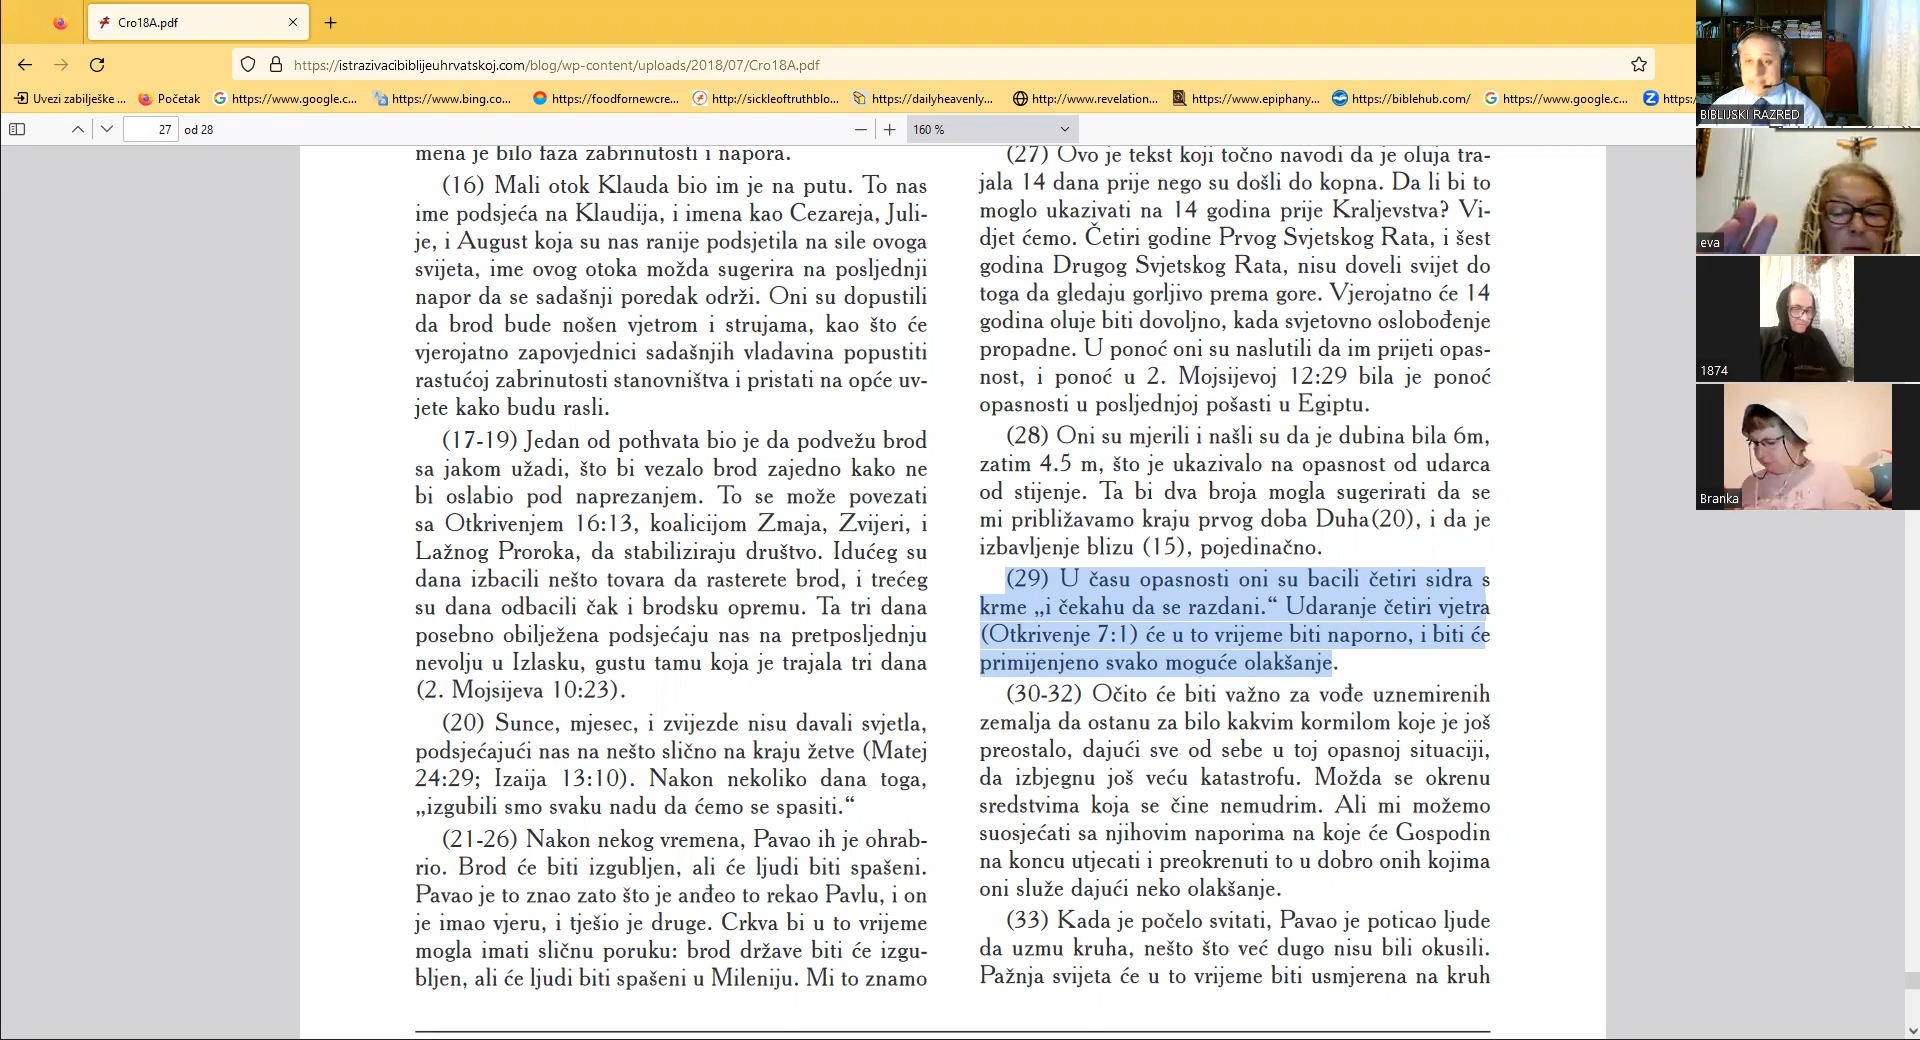 Cro18A.pdf
https://istrazivacibiblijeuhrvatskoj.com/blog/wp-content/uploads/2018/07/Cro18A.pdf
Uvezi zabilješke ...
Početak
https://www.google.c...
https://www.bing.co...
https://foodfornewcre...
http://sickleoftruthblo...
https://dailyheavenly...
http://www.revelation...
https://www.epiphany...
https://biblehub.com/
https://www.google.c...
https:
27 od 28
160 %
mena je bilo faza zabrinutosti i napora.
(16) Mali otok Klauda bio im je na putu. To nas
ime podsjeća na Klaudija, i imena kao Cezareja, Juli-
je, i August koja su nas ranije podsjetila na sile ovoga
svijeta, ime ovog otoka možda sugerira na posljednji
napor da se sadašnji poredak održi. Oni su dopustili
da brod bude nošen vjetrom i strujama, kao što će
vjerojatno zapovjednici sadašnjih vladavina popustiti
rastućoj zabrinutosti stanovništva i pristati na opće uv-
jete kako budu rasli.
(17-19) Jedan od pothvata bio je da podvežu brod
sa jakom užadi, što bi vezalo brod zajedno kako ne
bi oslabio pod naprezanjem. To se može povezati
sa Otkrivenjem 16:13, koalicijom Zmaja, Zvijeri, i
Lažnog Proroka, da stabiliziraju društvo. Idućeg su
dana izbacili nešto tovara da rasterete brod, i trećeg
su dana odbacili čak i brodsku opremu. Ta tri dana
posebno obilježena podsjećaju nas na pretposljednju
nevolju u Izlasku, gustu tamu koja je trajala tri dana
(2. Mojsijeva 10:23).
(20) Sunce, mjesec, i zvijezde nisu davali svjetla,
podsjećajući nas na nešto slično na kraju žetve (Matej
24:29; Izaija 13:10). Nakon nekoliko dana toga,
„izgubili smo svaku nadu da ćemo se spasiti.“
(21-26) Nakon nekog vremena, Pavao ih je ohrab-
rio. Brod će biti izgubljen, ali će ljudi biti spašeni.
Pavao je to znao zato što je anđeo to rekao Pavlu, i on
je imao vjeru, i tješio je druge. Crkva bi u to vrijeme
mogla imati sličnu poruku: brod države biti će izgu-
bljen, ali će ljudi biti spašeni u Mileniju. Mi to znamo
(27) Ovo je tekst koji točno navodi da je oluja tra-
jala 14 dana prije nego su došli do kopna. Da li bi to
moglo ukazivati na 14 godina prije Kraljevstva? Vi-
djet ćemo. Četiri godine Prvog Svjetskog Rata, i šest
godina Drugog Svjetskog Rata, nisu doveli svijet do
toga da gledaju gorljivo prema gore. Vjerojatno će 14
godina oluje biti dovoljno, kada svjetovno oslobođenje
propadne. U ponoć oni su naslutili da im prijeti opas-
nost, i ponoć u 2. Mojsijevoj 12:29 bila je ponoć
opasnosti u posljednjoj pošasti u Egiptu.
(28) Oni su mjerili i našli su da je dubina bila 6m,
zatim 4.5 m, što je ukazivalo na opasnost od udarca
od stijenje. Ta bi dva broja mogla sugerirati da se
mi približavamo kraju prvog doba Duha(20), i da je
izbavljenje blizu (15), pojedinačno.
(29) U času opasnosti oni su bacili četiri sidra s
krme „i čekahu da se razdani.“ Udaranje četiri vjetra
(Otkrivenje 7:1) će u to vrijeme biti naporno, i biti će
primijenjeno svako moguće olakšanje.
(30-32) Očito će biti važno za vođe uznemirenih
zemalja da ostanu za bilo kakvim kormilom koje je još
preostalo, dajući sve od sebe u toj opasnoj situaciji,
da izbjegnu još veću katastrofu. Možda se okrenu
sredstvima koja se čine nemudrim. Ali mi možemo
suosjećati sa njihovim naporima na koje će Gospodin
na koncu utjecati i preokrenuti to u dobro onih kojima
oni služe dajući neko olakšanje.
(33) Kada je počelo svitati, Pavao je poticao ljude
da uzmu kruha, nešto što već dugo nisu bili okusili.
Pažnja svijeta će u to vrijeme biti usmjerena na kruh
BIBLIJSKI RAZRED
eva
1874
Branka